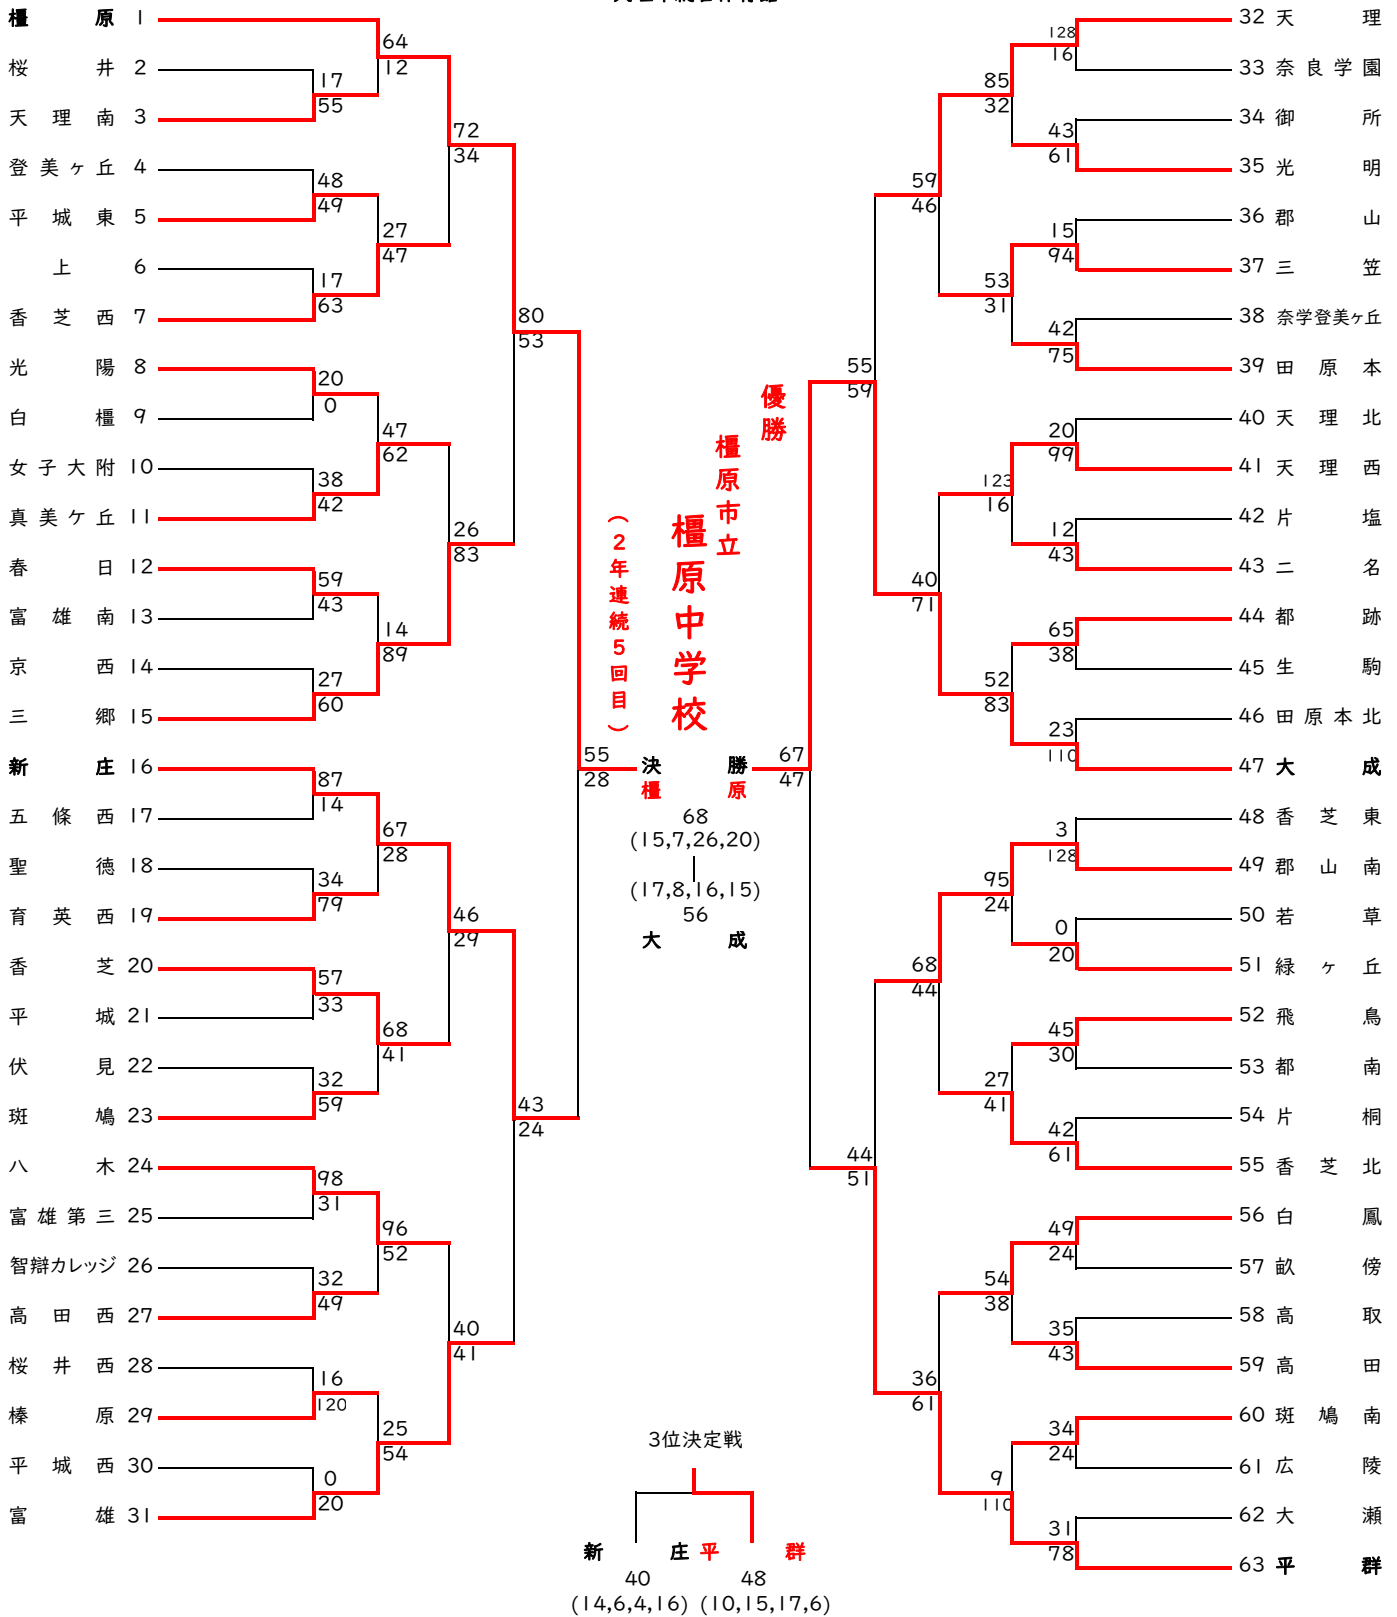 橿原 1
桜井 2
天理南 3
登美ヶ丘 4
平城東 5
上 6
香芝西 7
光陽 8
白橿 9
女子大附 10
真美ケ丘 11
春日 12
富雄南 13
京西 14
三郷 15
新庄 16
五條西 17
聖徳 18
育英西 19
香芝 20
平城 21
伏見 22
斑鳩 23
八木 24
富雄第三 25
智辯カレッジ 26
高田西 27
桜井西 28
榛原 29
平城西 30
富雄 31
17
55
48
49
17
63
20
0
38
42
59
43
27
60
87
14
34
79
57
33
32
59
98
31
32
49
16
120
0
20
64
12
27
47
47
62
14
89
67
28
68
41
96
52
25
54
72
34
26
83
46
29
40
41
80
53
43
24
55
28
優勝
橿原市立
橿原中学校
(2年連続5回目)
決勝
橿原
68
(15,7,26,20)
(17,8,16,15)
56
大成
3位決定戦
新庄 平群
40 48
(14,6,4,16) (10,15,17,6)
67
47
55
59
44
51
59
46
40
71
68
44
36
61
85
32
53
31
123
16
52
83
95
24
27
41
54
38
9
110
128
16
43
61
15
94
42
75
20
99
12
43
65
38
23
110
3
128
0
20
45
30
42
61
49
24
35
43
34
24
31
78
32 天理
33 奈良学園
34 御所
35 光明
36 郡山
37 三笠
38 奈学登美ヶ丘
39 田原本
40 天理北
41 天理西
42 片塩
43 二名
44 都跡
45 生駒
46 田原本北
47 大成
48 香芝東
49 郡山南
50 若草
51 緑ヶ丘
52 飛鳥
53 都南
54 片桐
55 香芝北
56 白鳳
57 畝傍
58 高取
59 高田
60 斑鳩南
61 広陵
62 大瀬
63 平群